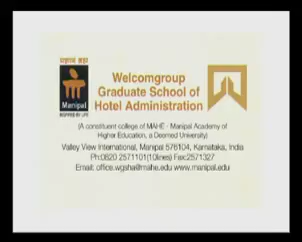 Manipal
INSPIRED BY LIFE
Welcomgroup
Graduate School of
Hotel Administration
(A constituent college of MAHE - Manipal Academy of
Higher Education, a Deemed University)
Valley View International, Manipal 576104, Karnataka, India
Ph:0820 2571101(10lines) Fax:2571327
Email: office.wgsha@mahe.edu www.manipal.edu